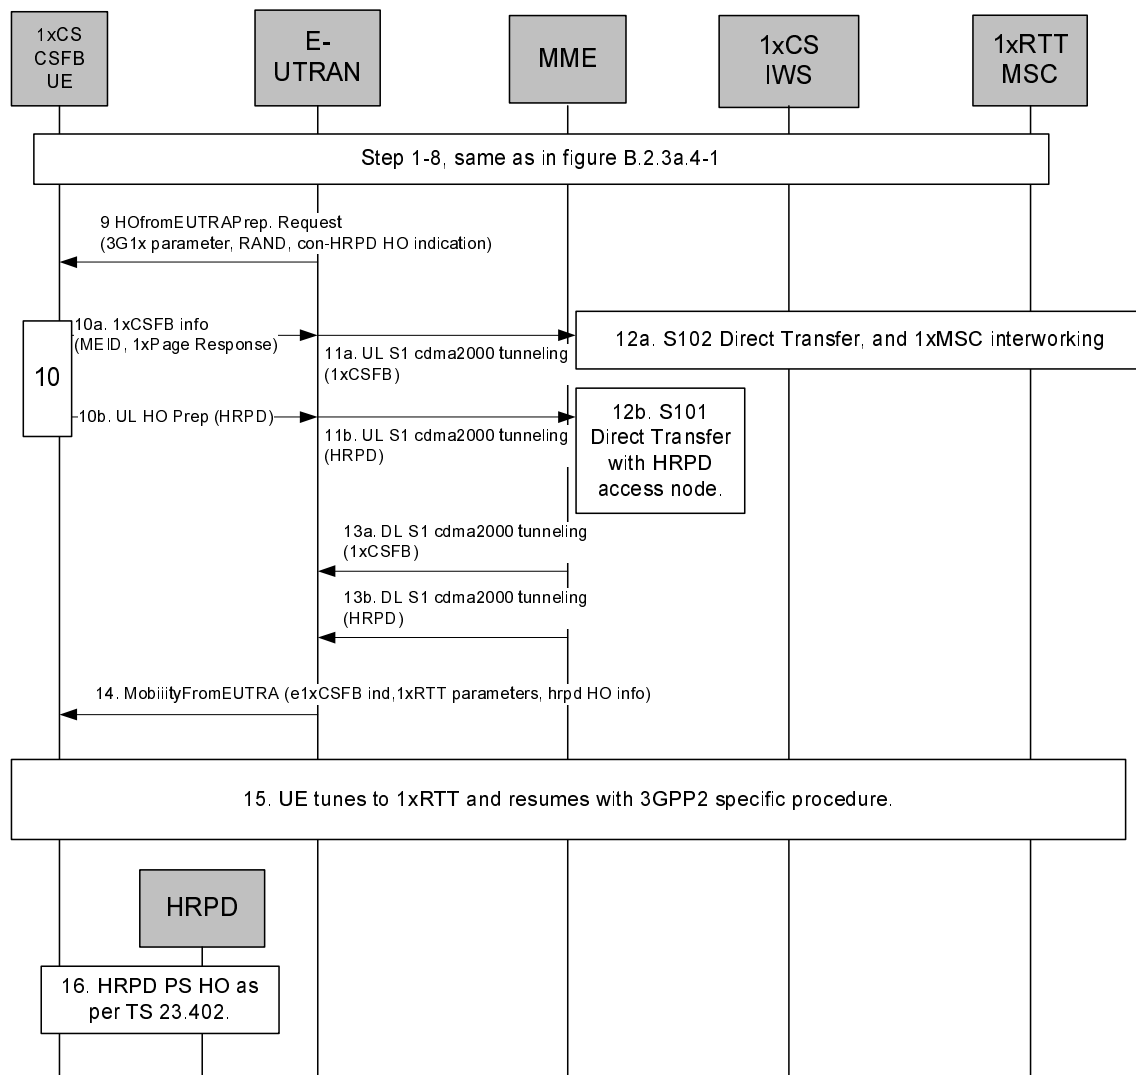 1xCS
CSFB
UE
E-
UTRAN
MME
1xCS
IWS
1xRTT
MSC
Step 1-8, same as in figure B.2.3a.4-1
9 HOfromEUTRAPrep. Request
(3G1x parameter, RAND, con-HRPD HO indication)
10
10a. 1xCSFB info
(MEID, 1xPage Response)
11a. UL S1 cdma2000 tunneling
(1xCSFB)
12a. S102 Direct Transfer, and 1xMSC interworking
10b. UL HO Prep (HRPD)
11b. UL S1 cdma2000 tunneling
(HRPD)
12b. S101
Direct Transfer
with HRPD
access node.
13a. DL S1 cdma2000 tunneling
(1xCSFB)
13b. DL S1 cdma2000 tunneling
(HRPD)
14. MobiiityFromEUTRA (e1xCSFB ind,1xRTT parameters, hrpd HO info)
15. UE tunes to 1xRTT and resumes with 3GPP2 specific procedure.
HRPD
16. HRPD PS HO as
per TS 23.402.